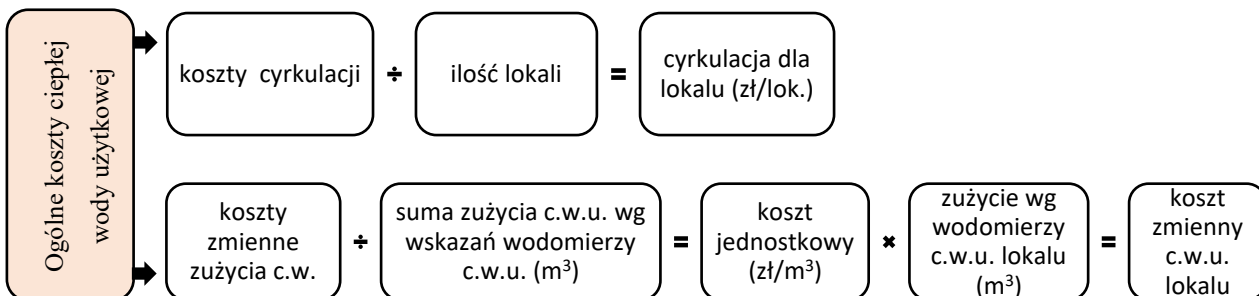 Ogólne koszty ciepłej
wody użytkowej
koszty cyrkulacji
÷
ilość lokali
=
cyrkulacja dla
lokalu (zł/lok.)
koszty
zmienne
zużycia c.w.
÷
suma zużycia c.w.u. wg
wskazań wodomierzy
c.w.u. (m³)
=
koszt
jednostkowy
(zł/m³)
×
zużycie wg
wodomierzy
c.w.u. lokalu
(m³)
=
koszt
zmienny
c.w.u.
lokalu